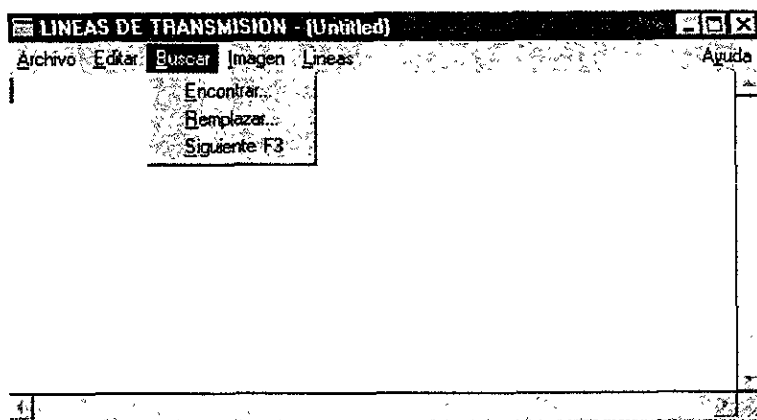 LINEAS DE TRANSMISION - (Untitled)
Archivo Editar Buscar Imagen Lineas Ayuda
Encontrar...
Remplazar...
Siguiente F3